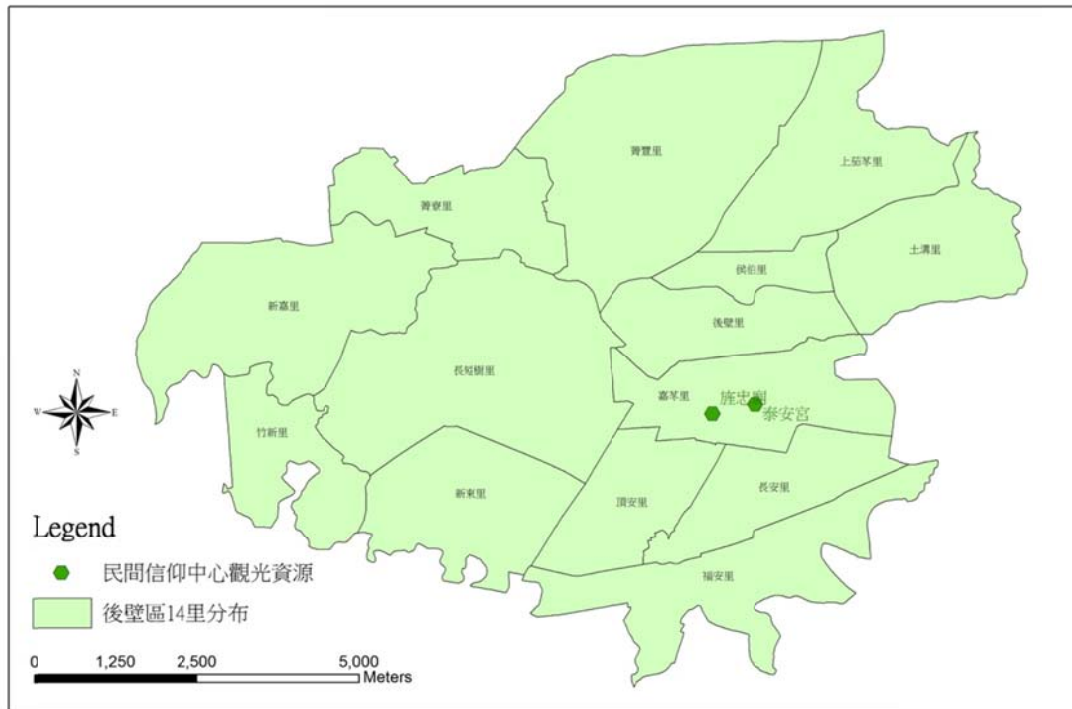 菁豐里
上茄苳里
菁寮里
土溝里
侯伯里
新嘉里
後壁里
長短樹里
嘉苳里
旌忠廟
泰安宮
N
W
E
S
竹新里
新東里
頂安里
長安里
福安里
Legend
民間信仰中心觀光資源
後壁區14里分布
0 1,250 2,500 5,000
Meters